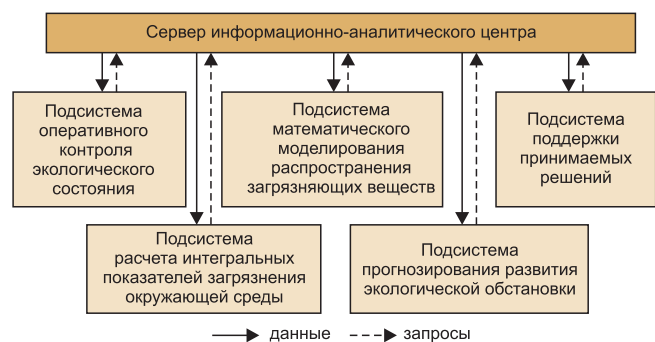 Сервер информационно-аналитического центра
Подсистема
оперативного
контроля
экологического
состояния
Подсистема
математического
моделирования
распространения
загрязняющих веществ
Подсистема
поддержки
принимаемых
решений
Подсистема
расчета интегральных
показателей загрязнения
окружающей среды
Подсистема
прогнозирования развития
экологической обстановки
данные
запросы